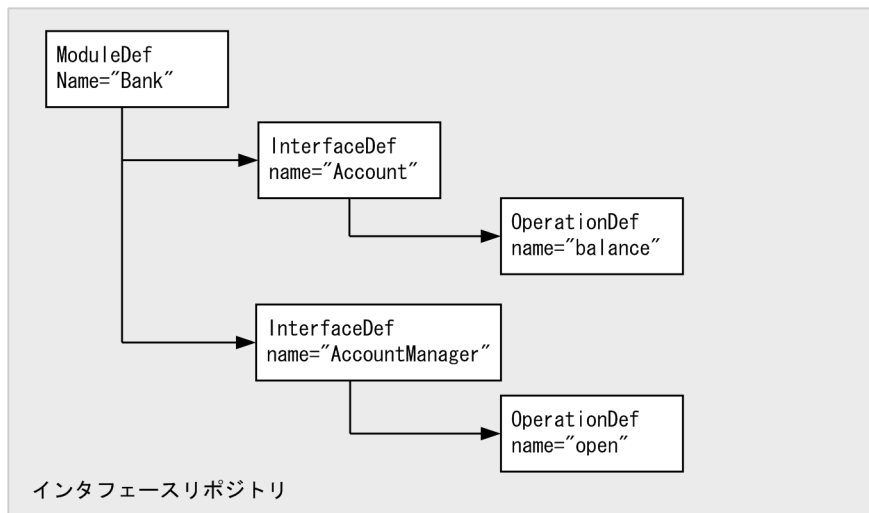 ModuleDef
Name="Bank"
InterfaceDef
name="Account"
OperationDef
name="balance"
InterfaceDef
name="AccountManager"
OperationDef
name="open"
インタフェースリポジトリ